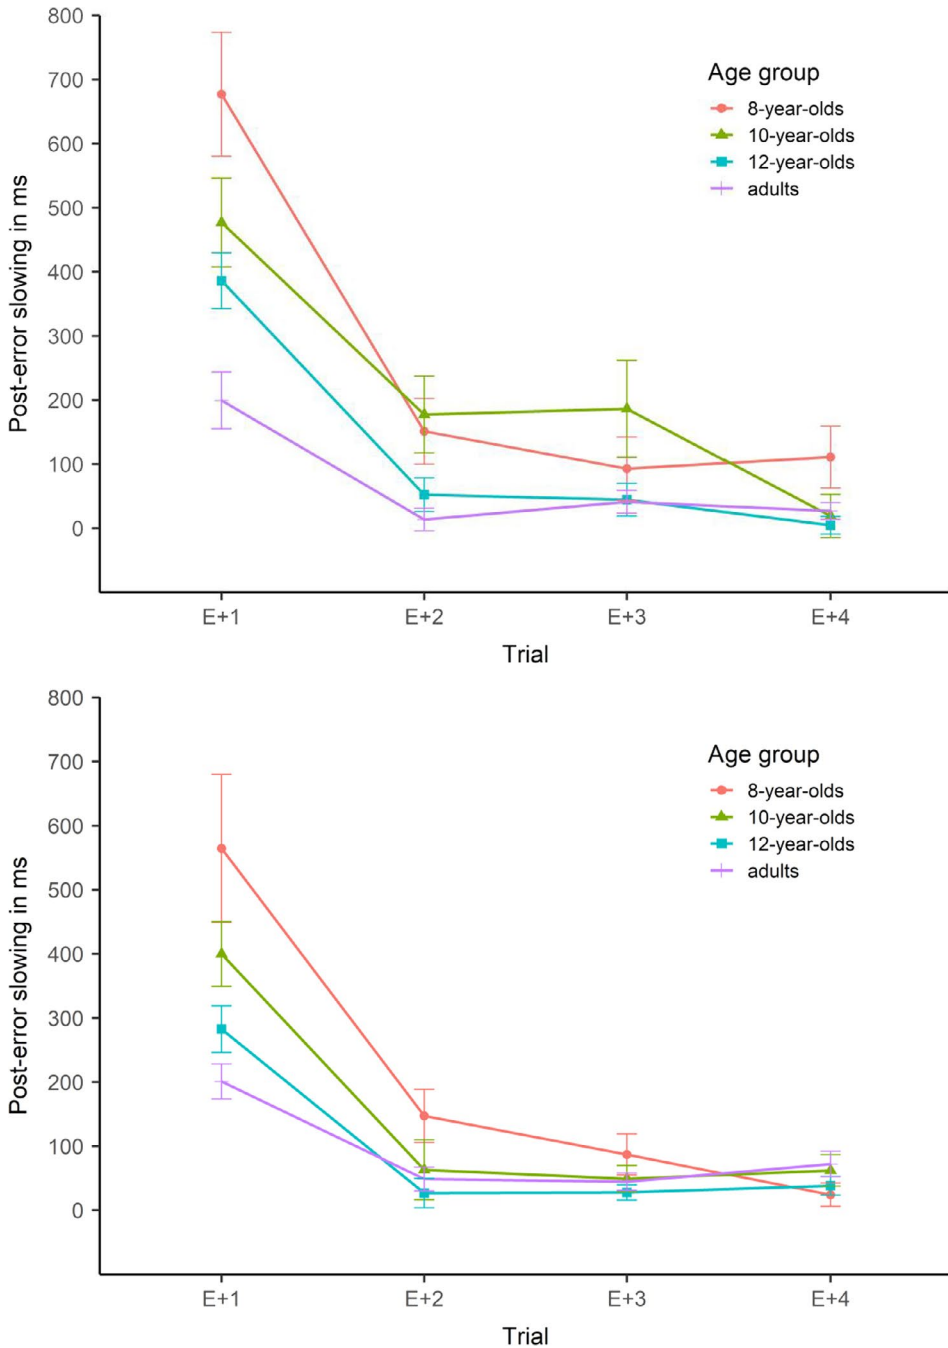 800
700
600
500
400
300
200
100
0
Post-error slowing in ms
Age group
8-year-olds
10-year-olds
12-year-olds
adults
E+1 E+2 E+3 E+4
Trial
800
700
600
500
400
300
200
100
0
Post-error slowing in ms
Age group
8-year-olds
10-year-olds
12-year-olds
adults
E+1 E+2 E+3 E+4
Trial